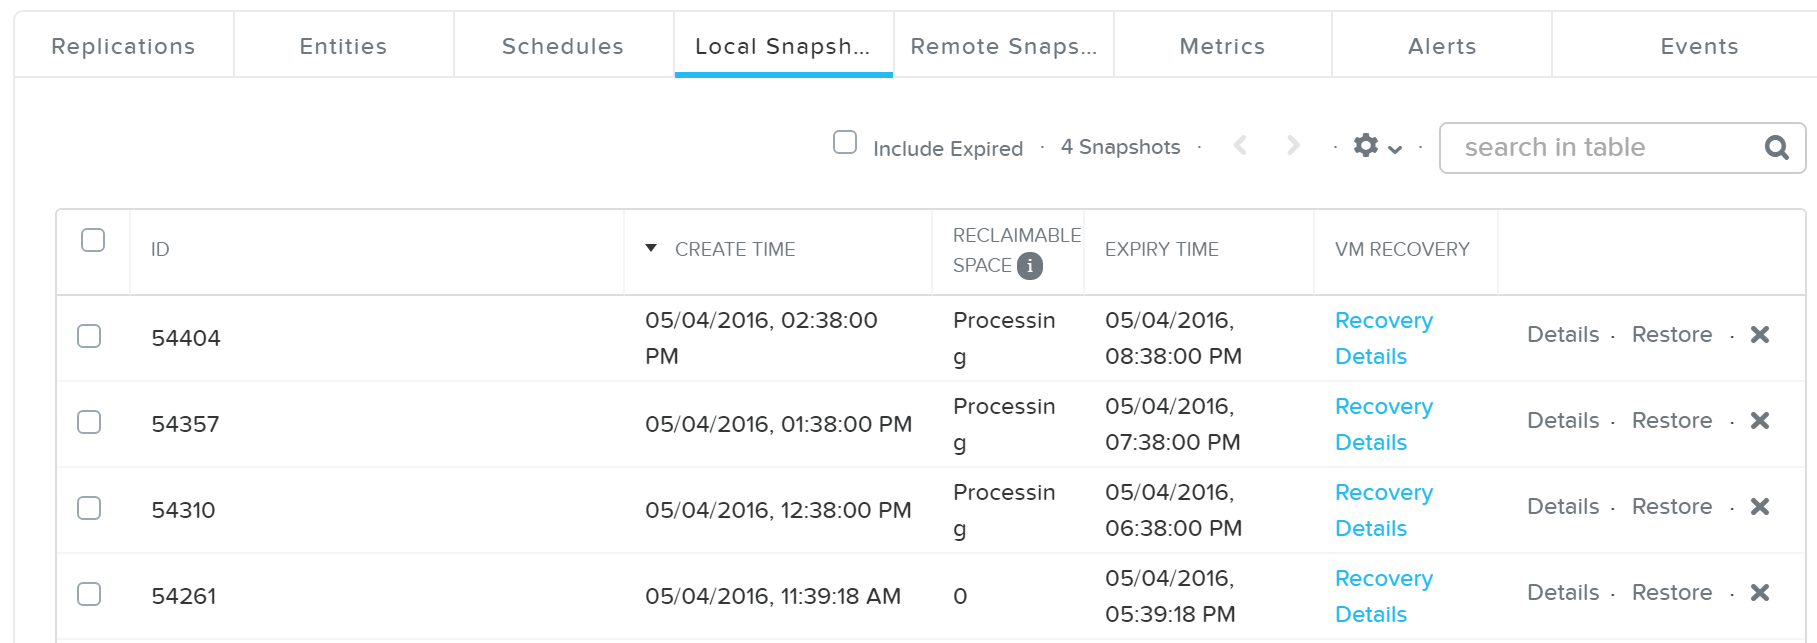 Replications Entities Schedules Local Snapsh... Remote Snaps... Metrics Alerts Events
Include Expired · 4 Snapshots · · · search in table
ID CREATE TIME RECLAIMABLE SPACE i EXPIRY TIME VM RECOVERY
54404 05/04/2016, 02:38:00 PM Processing 05/04/2016, 08:38:00 PM Recovery Details Details · Restore ·
54357 05/04/2016, 01:38:00 PM Processing 05/04/2016, 07:38:00 PM Recovery Details Details · Restore ·
54310 05/04/2016, 12:38:00 PM Processing 05/04/2016, 06:38:00 PM Recovery Details Details · Restore ·
54261 05/04/2016, 11:39:18 AM 0 05/04/2016, 05:39:18 PM Recovery Details Details · Restore ·